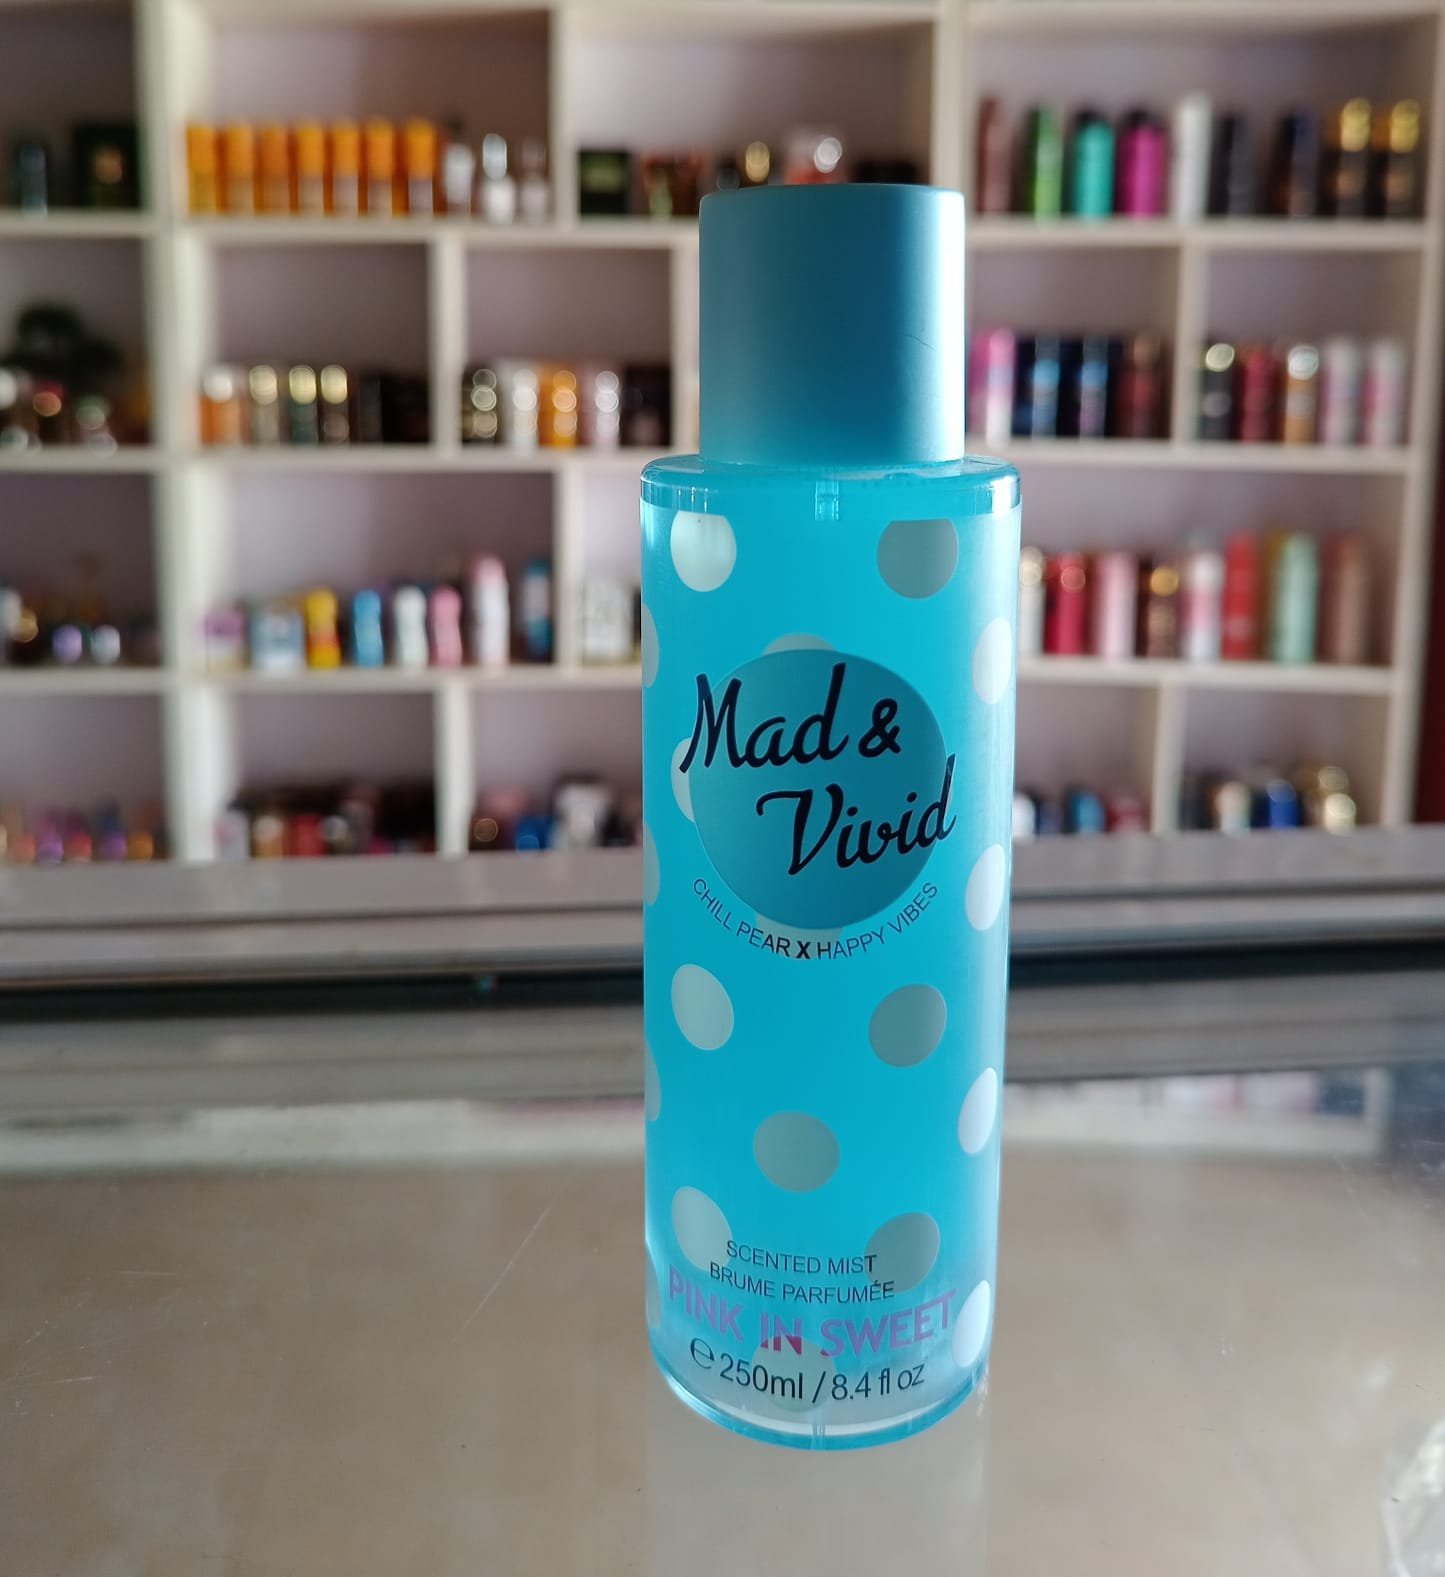 Mad &
Vivid
CHILL PEAR X HAPPY VIBES
SCENTED MIST
BRUME PARFUMÉE
PINK IN SWEET
℮ 250ml / 8.4 fl oz